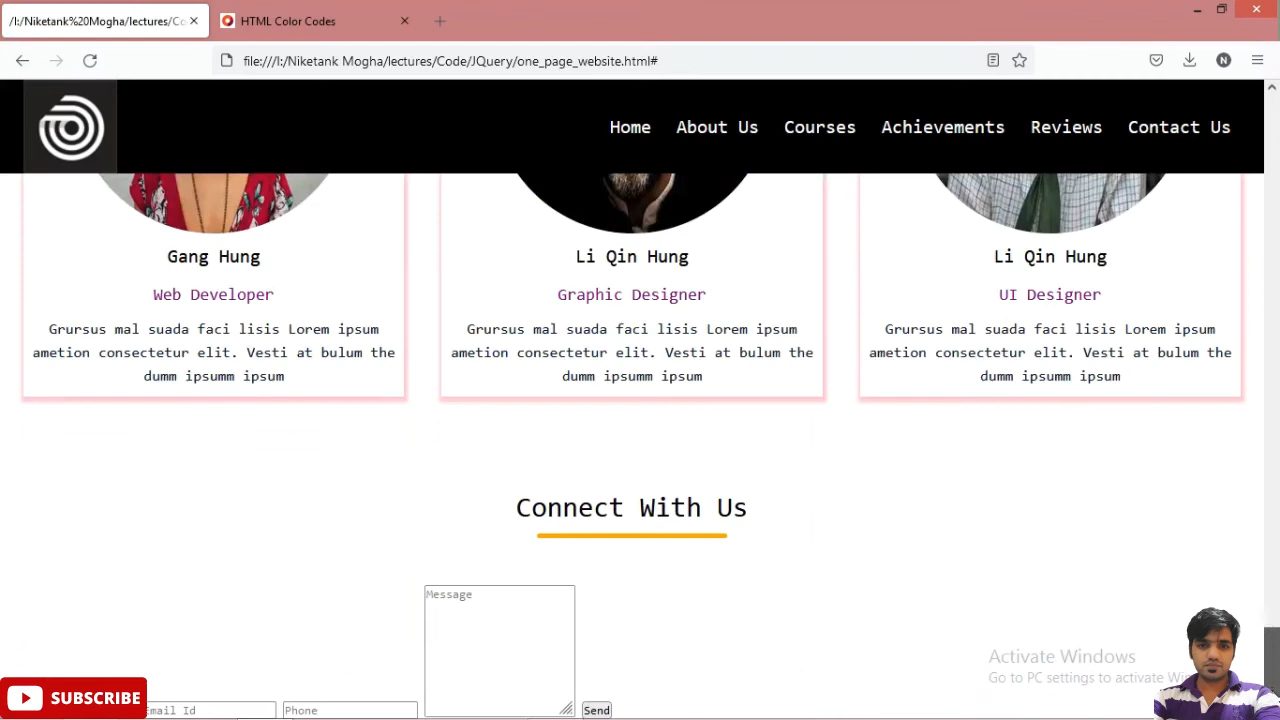 /I:/Niketank%20Mogha/lectures/Co
HTML Color Codes
file:///I:/Niketank Mogha/lectures/Code/JQuery/one_page_website.html#
N
Home About Us Courses Achievements Reviews Contact Us
Gang Hung
Web Developer
Grursus mal suada faci lisis Lorem ipsum
ametion consectetur elit. Vesti at bulum the
dumm ipsumm ipsum
Li Qin Hung
Graphic Designer
Grursus mal suada faci lisis Lorem ipsum
ametion consectetur elit. Vesti at bulum the
dumm ipsumm ipsum
Li Qin Hung
UI Designer
Grursus mal suada faci lisis Lorem ipsum
ametion consectetur elit. Vesti at bulum the
dumm ipsumm ipsum
Connect With Us
Message
Email Id
Phone
Send
Activate Windows
Go to PC settings to activate
SUBSCRIBE